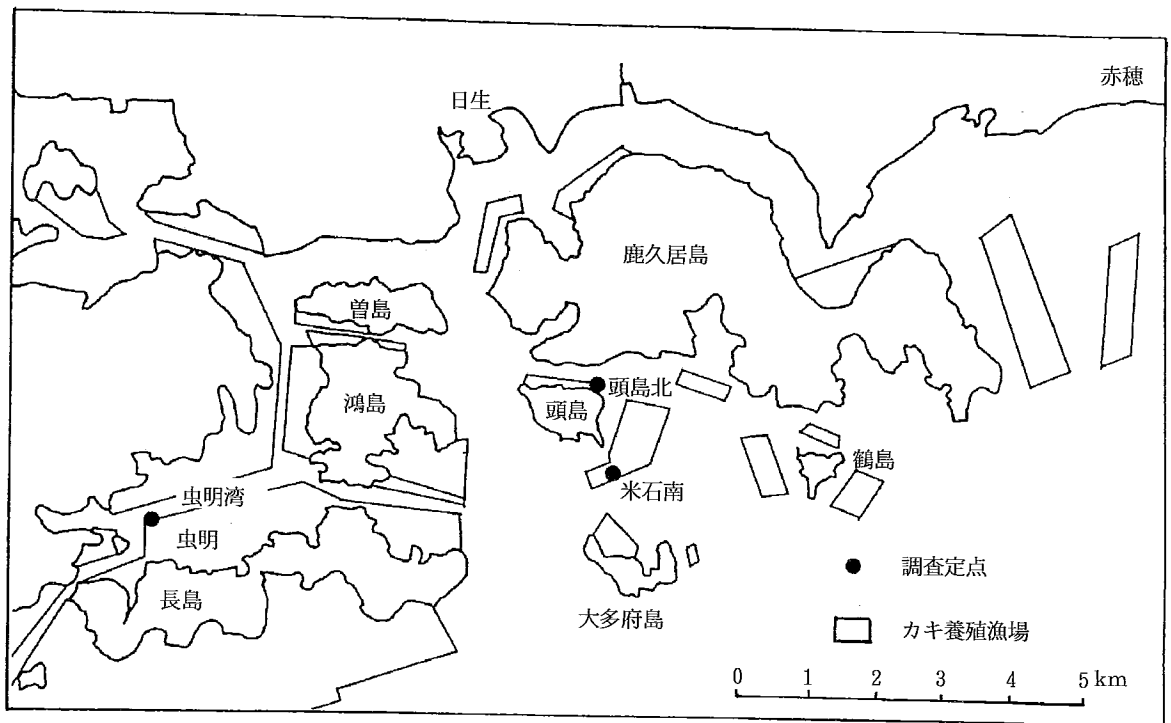 赤穂
日生
鹿久居島
曽島
頭島北
鴻島
頭島
鶴島
虫明湾
米石南
虫明
調査定点
長島
大多府島
カキ養殖漁場
0 1 2 3 4 5 km